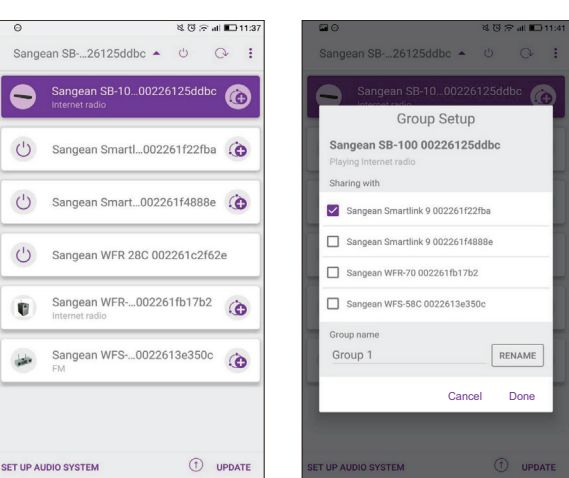 11:37
Sangean SB-...26125ddbc
Sangean SB-10...00226125ddbc
Internet radio
Sangean Smartl...002261f22fba
Sangean Smart...002261f4888e
Sangean WFR 28C 002261c2f62e
Sangean WFR-...002261fb17b2
Internet radio
Sangean WFS-...0022613e350c
FM
SET UP AUDIO SYSTEM
UPDATE
11:41
Sangean SB-...26125ddbc
Sangean SB-10...00226125ddbc
Internet radio
Group Setup
Sangean SB-100 00226125ddbc
Playing Internet radio
Sharing with
Sangean Smartlink 9 002261f22fba
Sangean Smartlink 9 002261f4888e
Sangean WFR-70 002261fb17b2
Sangean WFS-58C 0022613e350c
Group name
Group 1
RENAME
Cancel Done
SET UP AUDIO SYSTEM
UPDATE